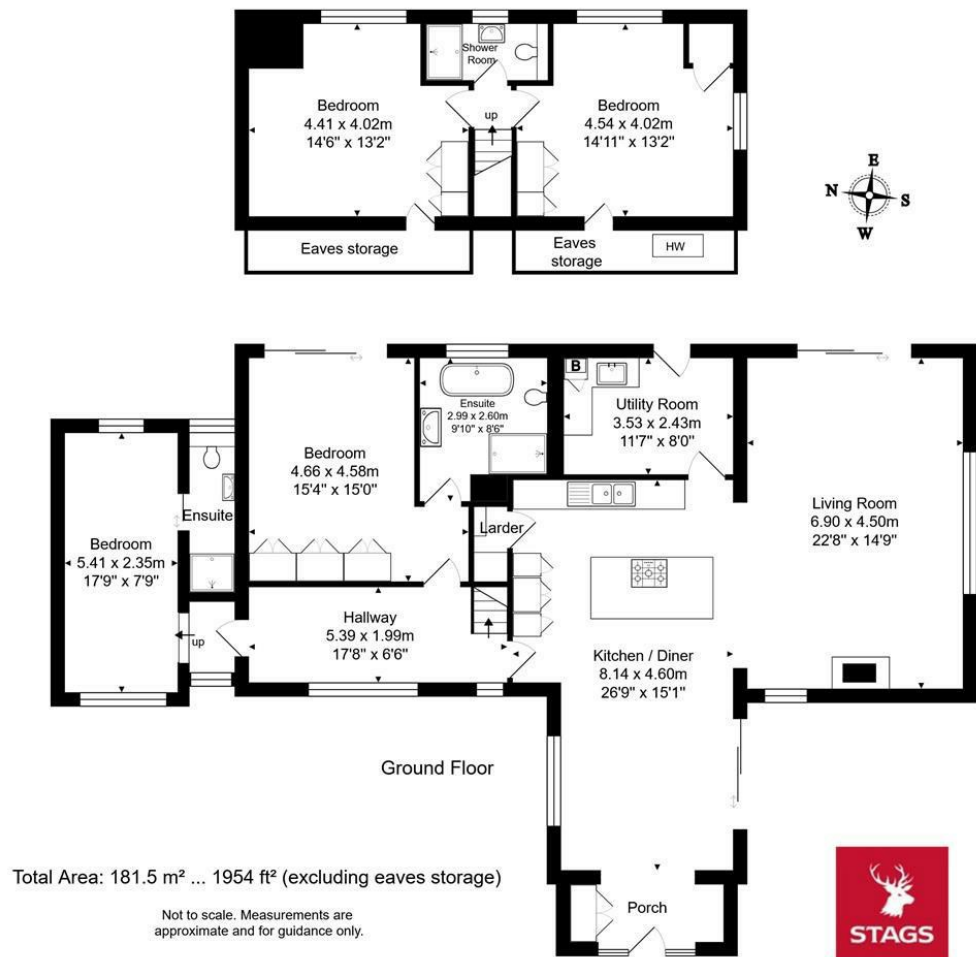 Shower
Room
Bedroom
4.41 x 4.02m
14'6" x 13'2"
up
Bedroom
4.54 x 4.02m
14'11" x 13'2"
E
N
S
W
Eaves storage
Eaves
storage
HW
B
Ensuite
2.99 x 2.60m
9'10" x 8'6"
Utility Room
3.53 x 2.43m
11'7" x 8'0"
Bedroom
4.66 x 4.58m
15'4" x 15'0"
Living Room
6.90 x 4.50m
22'8" x 14'9"
Ensuite
Larder
Bedroom
5.41 x 2.35m
17'9" x 7'9"
up
Hallway
5.39 x 1.99m
17'8" x 6'6"
Kitchen / Diner
8.14 x 4.60m
26'9" x 15'1"
Ground Floor
Total Area: 181.5 m² ... 1954 ft² (excluding eaves storage)
Not to scale. Measurements are
approximate and for guidance only.
Porch
STAGS